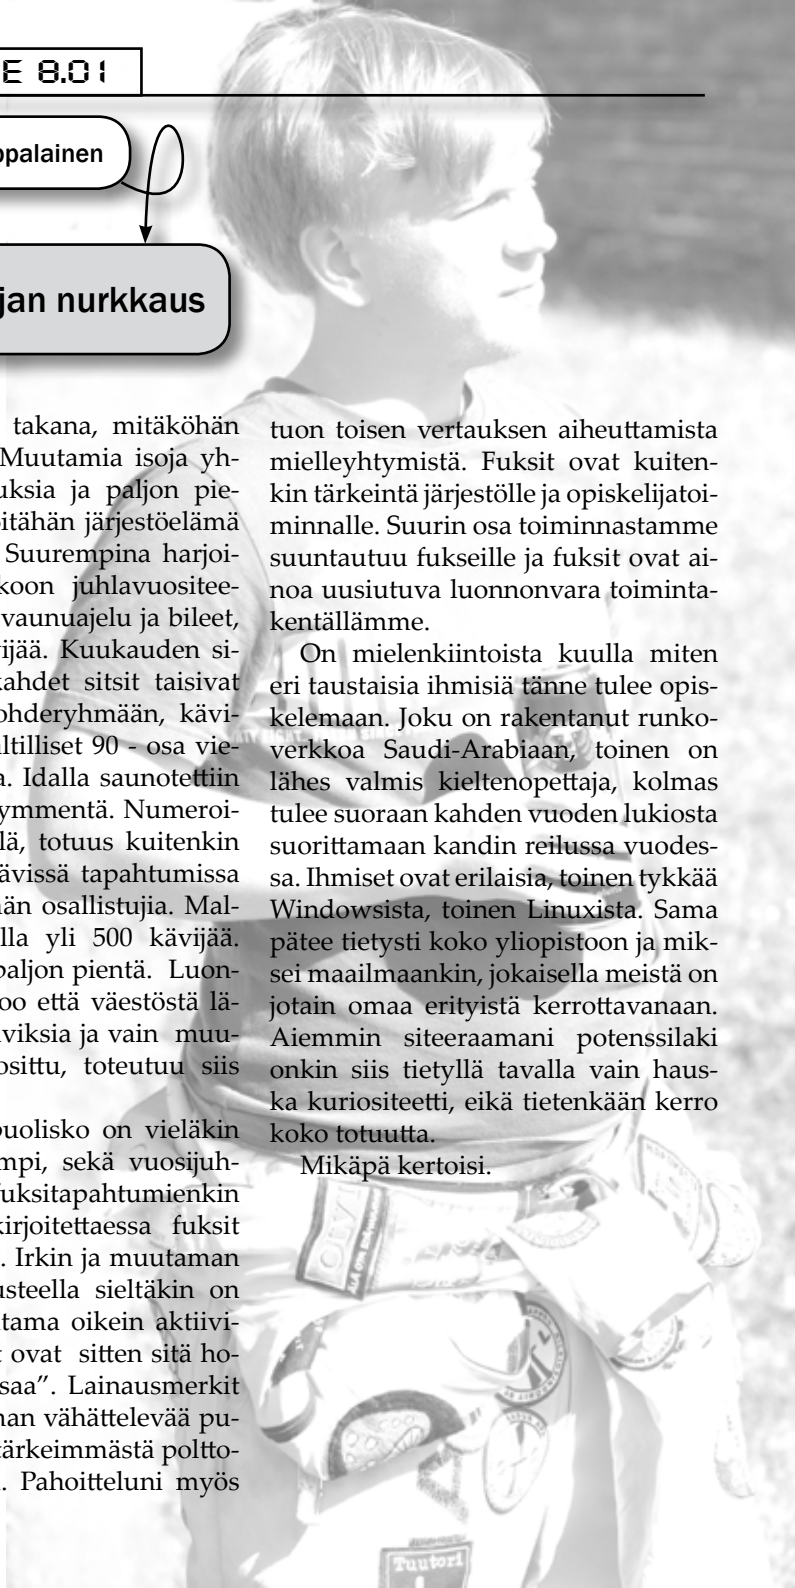 E 8.01
ppalainen
jan nurkkaus
takana, mitäköhän
Muutamia isoja yh-
uksia ja paljon pie-
itähän järjestöelämä
Suurempina harjoi-
koon juhlavuositee-
vaunuajelu ja bileet,
ijää. Kuukauden si-
kahdet sitsit taisivat
ohderyhmään, kävi-
ltilliset 90 - osa vie-
a. Idalla saunotettiin
ymmentä. Numeroi-
lä, totuus kuitenkin
ävissä tapahtumissa
än osallistujia. Mal-
lla yli 500 kävijää.
paljon pientä. Luon-
oo että väestöstä lä-
iviksia ja vain muu-
osittu, toteutuu siis
puolisko on vieläkin
mpi, sekä vuosijuh-
fuksitapahtumienkin
kirjoitettaessa fuksit
. Irkin ja muutaman
usteella sieltäkin on
tama oikein aktiivi-
t ovat sitten sitä ho-
saa”. Lainausmerkit
nan vähättelevää pu-
tärkeimmästä poltto-
. Pahoitteluni myös
tuon toisen vertauksen aiheuttamista
mielleyhtymistä. Fuksit ovat kuiten-
kin tärkeintä järjestölle ja opiskelijatoi-
minnalle. Suurin osa toiminnastamme
suuntautuu fukseille ja fuksit ovat ai-
noa uusiutuva luonnonvara toiminta-
kentällämme.
On mielenkiintoista kuulla miten
eri taustaisia ihmisiä tänne tulee opis-
kelemaan. Joku on rakentanut runko-
verkkoa Saudi-Arabiaan, toinen on
lähes valmis kieltenopettaja, kolmas
tulee suoraan kahden vuoden lukiosta
suorittamaan kandin reilussa vuodes-
sa. Ihmiset ovat erilaisia, toinen tykkää
Windowsista, toinen Linuxista. Sama
pätee tietysti koko yliopistoon ja mik-
sei maailmaankin, jokaisella meistä on
jotain omaa erityistä kerrottavanaan.
Aiemmin siteeraamani potenssilaki
onkin siis tietyllä tavalla vain haus-
ka kuriositeetti, eikä tietenkään kerro
koko totuutta.
Mikäpä kertoisi.
OLVI
Tuutori